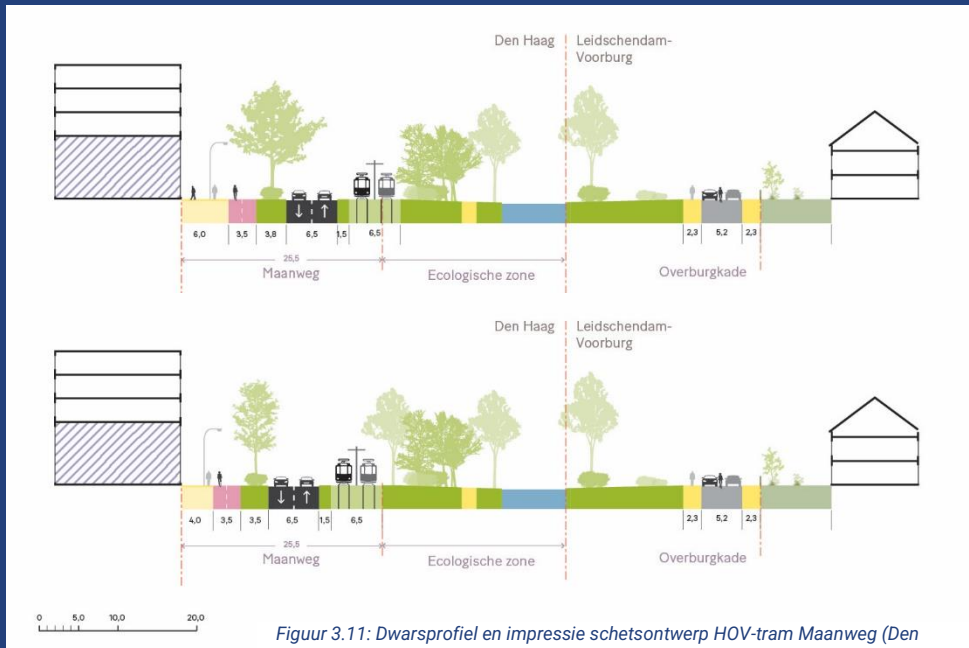 Den Haag
Leidschendam-
Voorburg
6,0 3,5 3,8 6,5 1,5 6,5 2,3 5,2 2,3
25,5
Maanweg Ecologische zone Overburgkade
Den Haag
Leidschendam-
Voorburg
4,0 3,5 3,5 6,5 1,5 6,5 2,3 5,2 2,3
25,5
Maanweg Ecologische zone Overburgkade
0 5,0 10,0 20,0
Figuur 3.11: Dwarsprofiel en impressie schetsontwerp HOV-tram Maanweg (Den